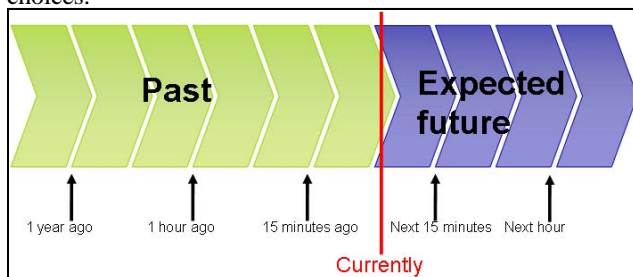 choices.
Past
Expected
future
1 year ago
1 hour ago
15 minutes ago
Next 15 minutes
Next hour
Currently